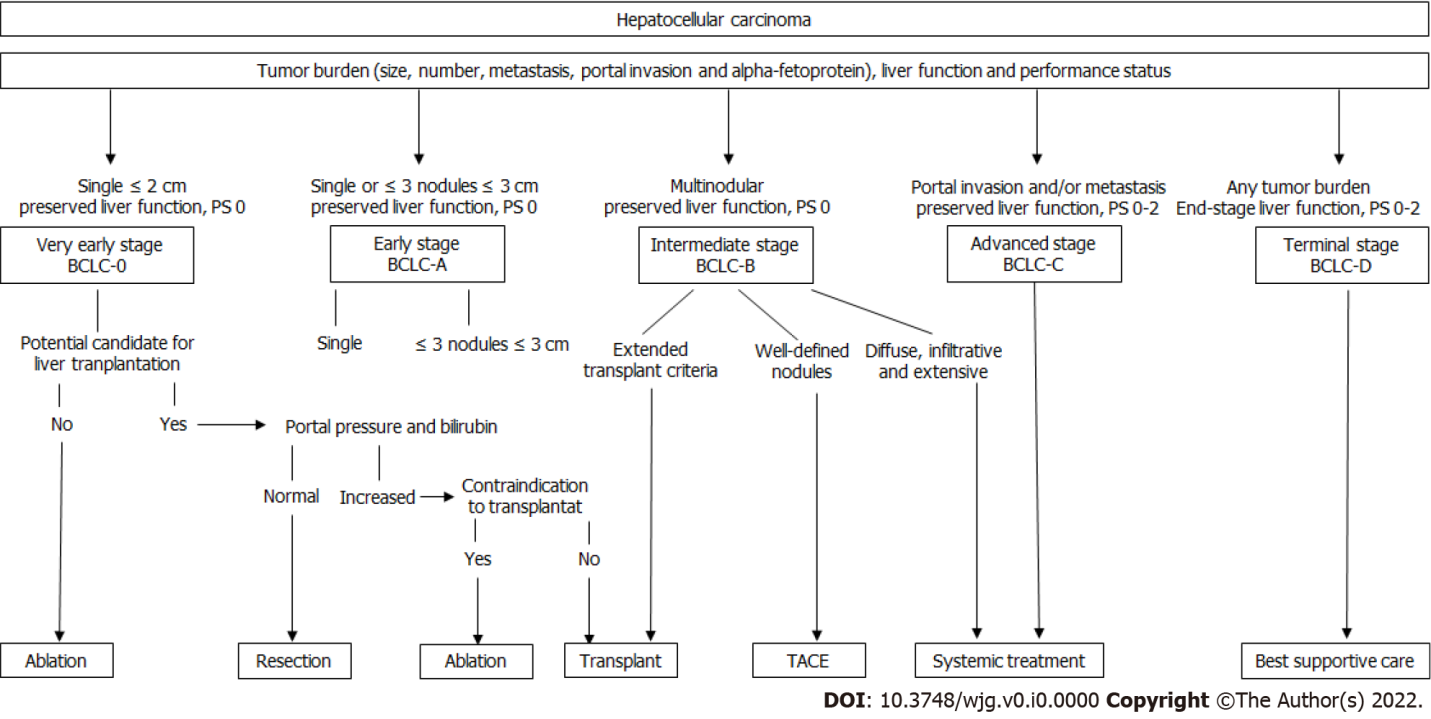 Hepatocellular carcinoma
Tumor burden (size, number, metastasis, portal invasion and alpha-fetoprotein), liver function and performance status
Single ≤ 2 cm
preserved liver function, PS 0
Single or ≤ 3 nodules ≤ 3 cm
preserved liver function, PS 0
Multinodular
preserved liver function, PS 0
Portal invasion and/or metastasis
preserved liver function, PS 0-2
Any tumor burden
End-stage liver function, PS 0-2
Very early stage
BCLC-0
Early stage
BCLC-A
Intermediate stage
BCLC-B
Advanced stage
BCLC-C
Terminal stage
BCLC-D
Potential candidate for
liver tranplantation
Single
≤ 3 nodules ≤ 3 cm
Extended
transplant criteria
Well-defined
nodules
Diffuse, infiltrative
and extensive
No
Yes
Portal pressure and bilirubin
Normal
Increased
Contraindication
to transplantat
Yes
No
Ablation
Resection
Ablation
Transplant
TACE
Systemic treatment
Best supportive care
DOI: 10.3748/wjg.v0.i0.0000 Copyright ©The Author(s) 2022.